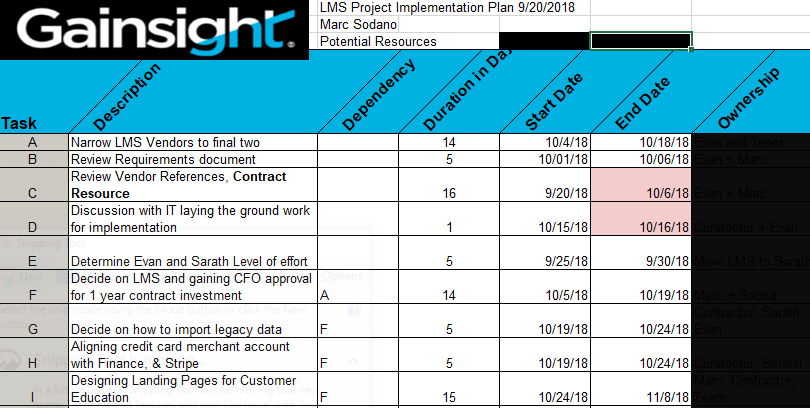 Gainsight
LMS Project Implementation Plan 9/20/2018
Marc Sodano
Potential Resources
Task Description Dependency Duration in Day Start Date End Date Ownership
A Narrow LMS Vendors to final two 14 10/4/18 10/18/18 Evan and Team
B Review Requirements document 5 10/01/18 10/06/18 Evan + Marc
Review Vendor References, Contract
C Resource 16 9/20/18 10/6/18 Evan + Marc
Discussion with IT laying the ground work
D for implementation 1 10/15/18 10/16/18 Contractor + Evan
E Determine Evan and Sarath Level of effort 5 9/25/18 9/30/18 Move LMS to Sarath
Decide on LMS and gaining CFO approval
F for 1 year contract investment A 14 10/5/18 10/19/18 Marc + Saood
Contractor, Sarath
G Decide on how to import legacy data F 5 10/19/18 10/24/18 Evan
Aligning credit card merchant account
H with Finance, & Stripe F 5 10/19/18 10/24/18 Contractor,
Designing Landing Pages for Customer Marc, Contractor,
I Education F 15 10/24/18 11/8/18 Team
Snipping Tool
New Options